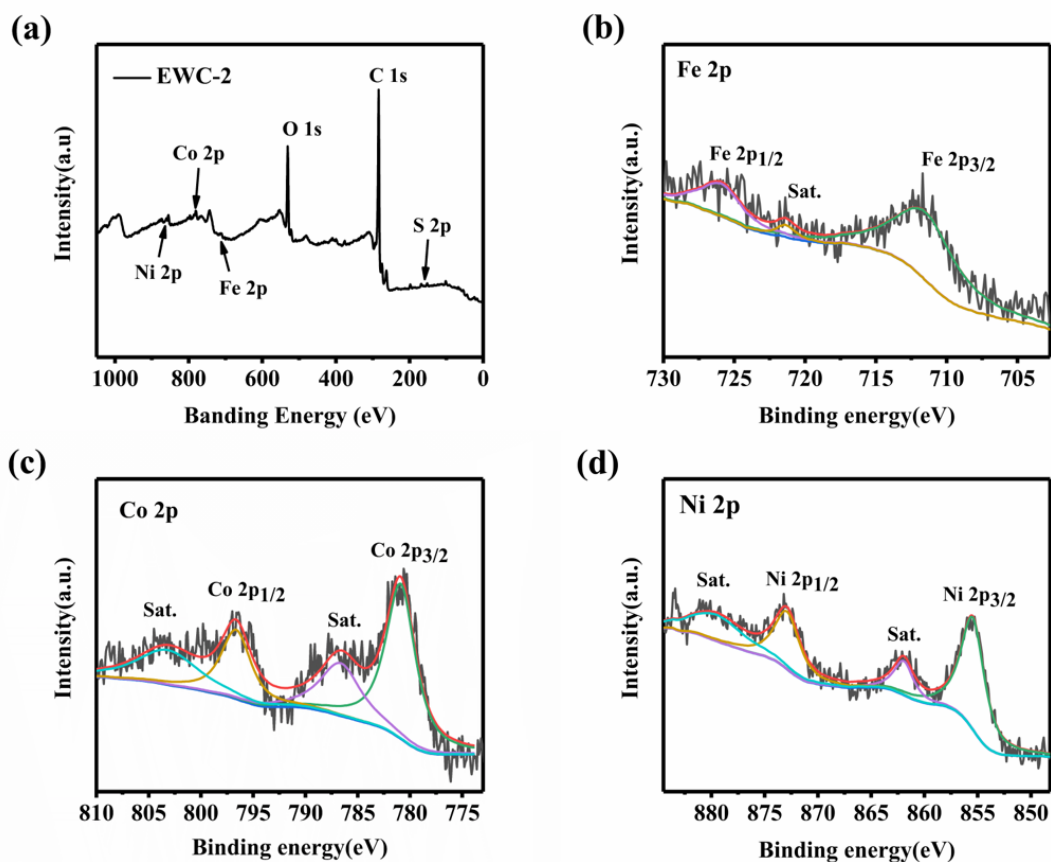 (a)
EWC-2
C 1s
O 1s
Co 2p
Ni 2p
Fe 2p
S 2p
Intensity(a.u)
1000 800 600 400 200 0
Banding Energy (eV)
(b)
Fe 2p
Fe 2p1/2
Sat.
Fe 2p3/2
Intensity(a.u.)
730 725 720 715 710 705
Binding energy(eV)
(c)
Co 2p
Sat.
Co 2p1/2
Sat.
Co 2p3/2
Intensity(a.u.)
810 805 800 795 790 785 780 775
Binding energy(eV)
(d)
Ni 2p
Sat.
Ni 2p1/2
Sat.
Ni 2p3/2
Intensity(a.u.)
880 875 870 865 860 855 850
Binding energy(eV)